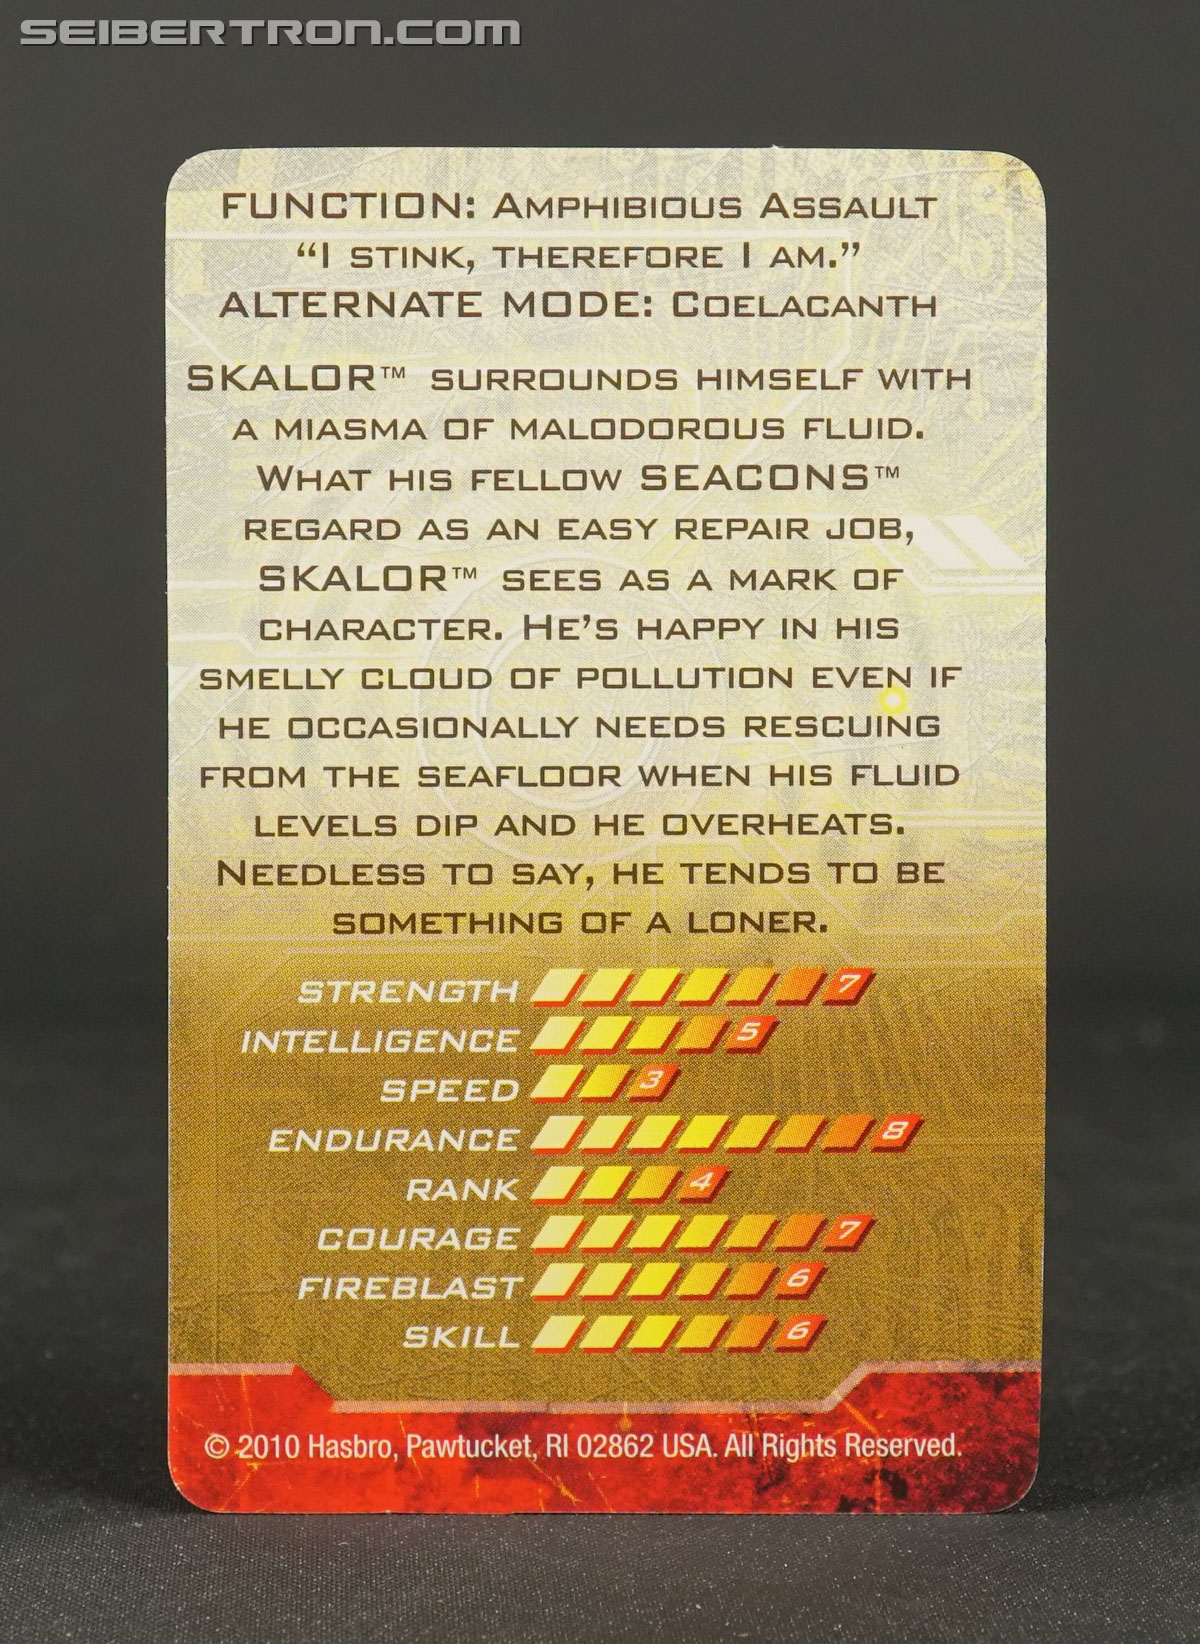 SEIBERTRON.COM
FUNCTION: AMPHIBIOUS ASSAULT
“I STINK, THEREFORE I AM.”
ALTERNATE MODE: COELACANTH
SKALOR™ SURROUNDS HIMSELF WITH
A MIASMA OF MALODOROUS FLUID.
WHAT HIS FELLOW SEACONS™
REGARD AS AN EASY REPAIR JOB,
SKALOR™ SEES AS A MARK OF
CHARACTER. HE’S HAPPY IN HIS
SMELLY CLOUD OF POLLUTION EVEN IF
HE OCCASIONALLY NEEDS RESCUING
FROM THE SEAFLOOR WHEN HIS FLUID
LEVELS DIP AND HE OVERHEATS.
NEEDLESS TO SAY, HE TENDS TO BE
SOMETHING OF A LONER.
STRENGTH 7
INTELLIGENCE 5
SPEED 3
ENDURANCE 8
RANK 4
COURAGE 7
FIREBLAST 6
SKILL 6
© 2010 Hasbro, Pawtucket, RI 02862 USA. All Rights Reserved.